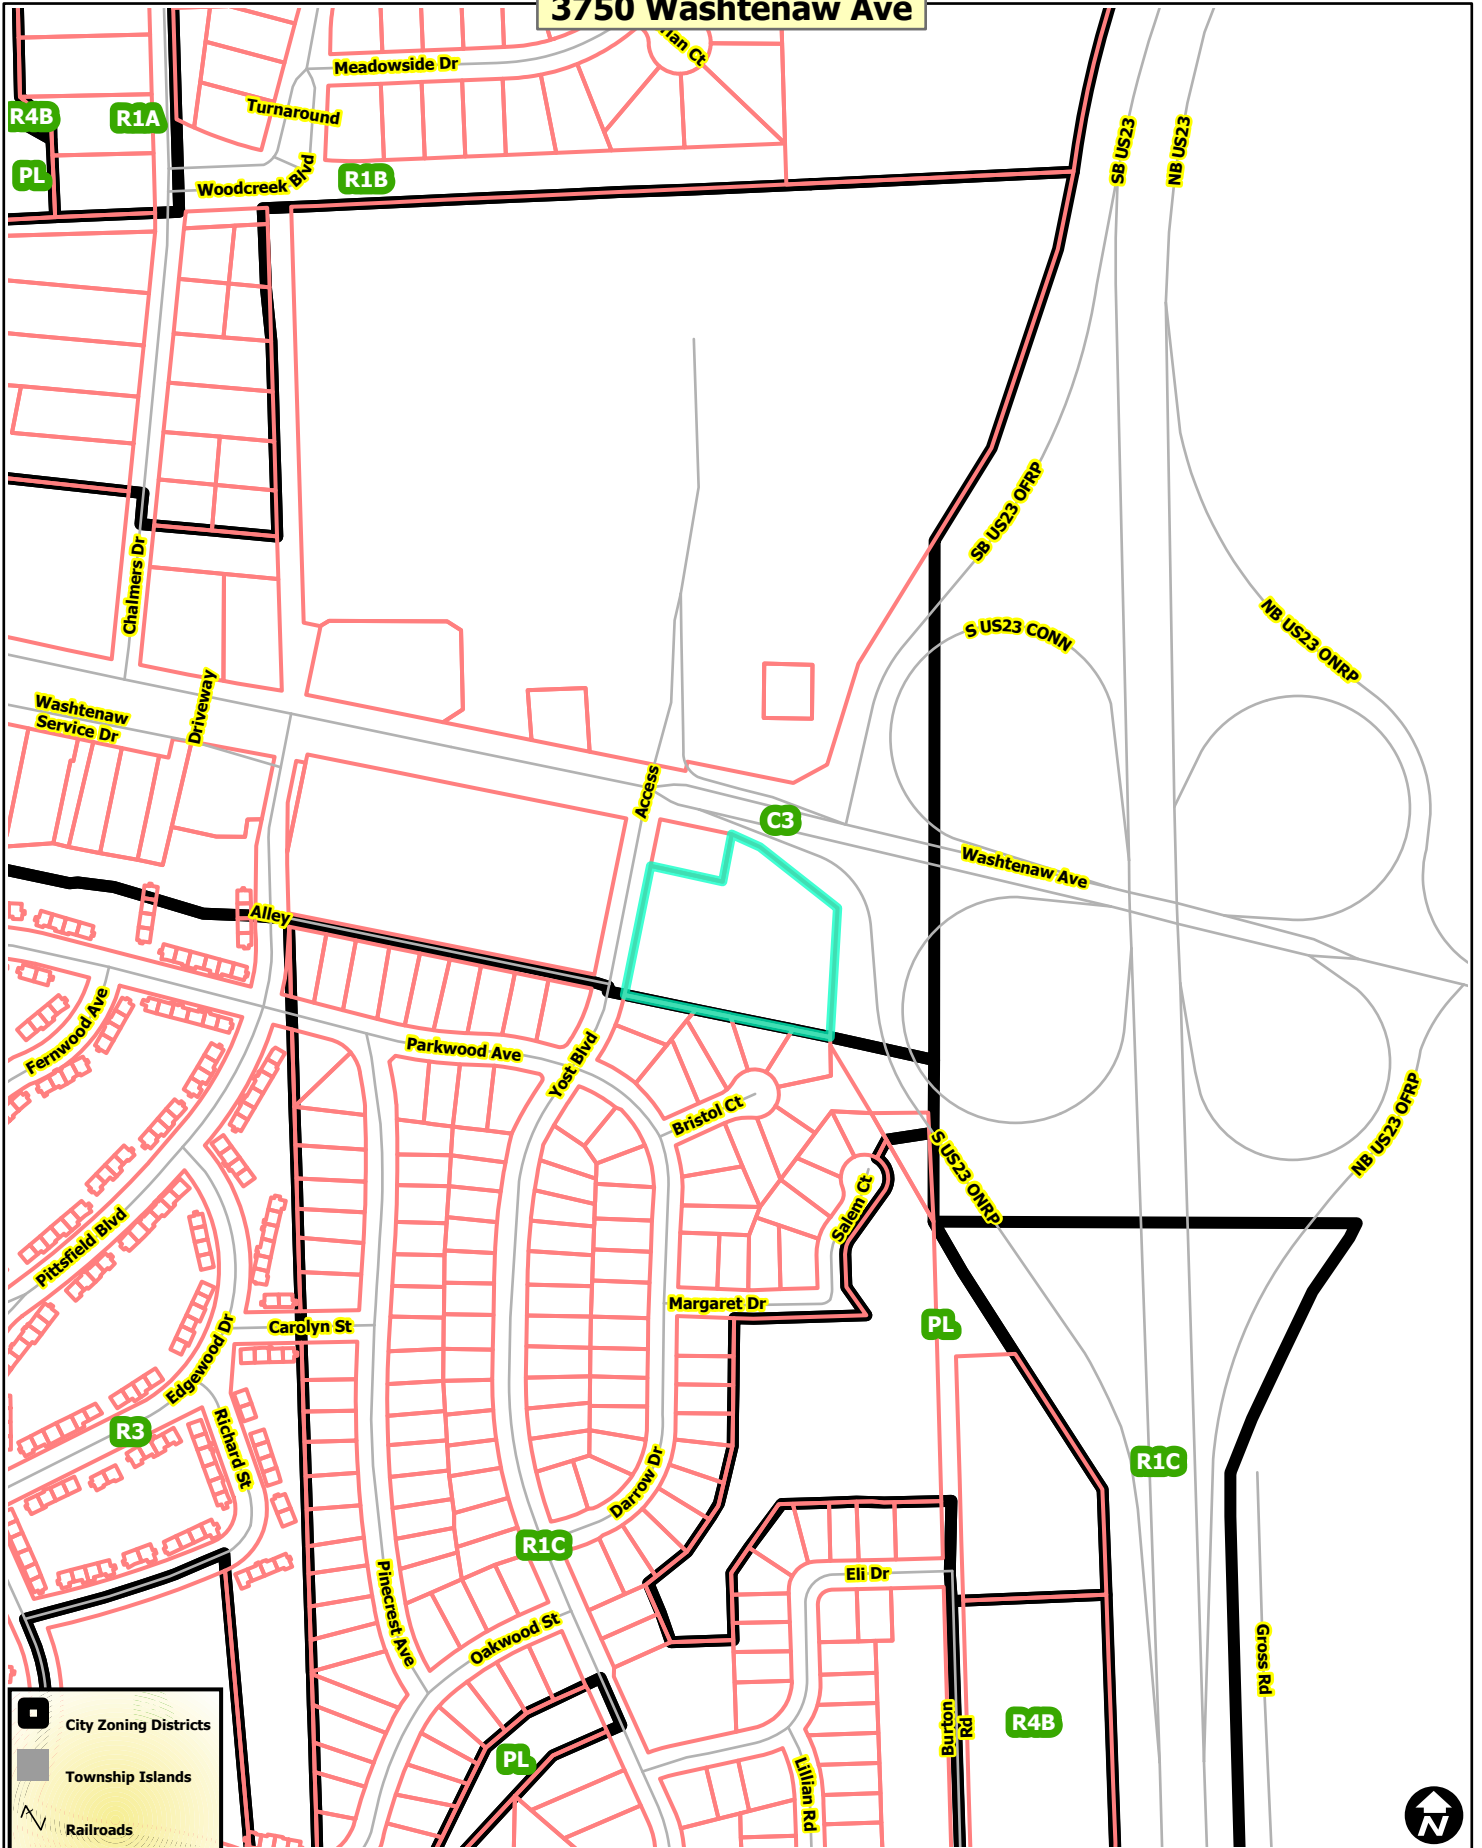 3750 Washtenaw Ave
Meadowside Dr
Turnaround
R4B
R1A
PL
Woodcreek Blvd
R1B
SB US23
NB US23
SB US23 OFRP
Chalmers Dr
S US23 CONN
NB US23 ONRP
Washtenaw
Service Dr
Driveway
Access
C3
Washtenaw Ave
Alley
Fernwood Ave
Parkwood Ave
Yost Blvd
Bristol Ct
NB US23 OFRP
S US23 ONRP
Salem Ct
Pittsfield Blvd
Margaret Dr
Carolyn St
PL
Edgewood Dr
R3
Richard St
Darrow Dr
R1C
R1C
Pinecrest Ave
Eli Dr
Oakwood St
Gross Rd
Burton
Rd
R4B
PL
Lillian Rd
City Zoning Districts
Township Islands
Railroads
N